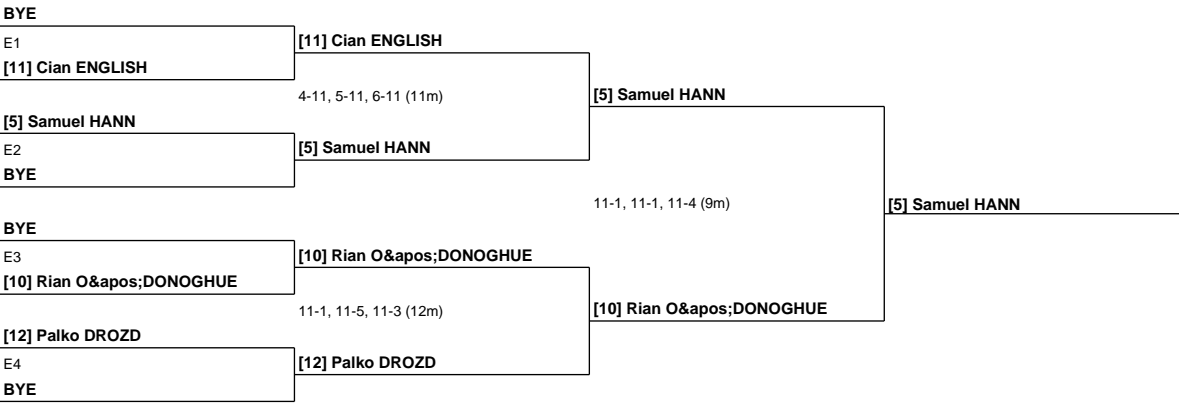 BYE
E1
[11] Cian ENGLISH
[11] Cian ENGLISH
4-11, 5-11, 6-11 (11m)
[5] Samuel HANN
[5] Samuel HANN
E2
BYE
[5] Samuel HANN
11-1, 11-1, 11-4 (9m)
[5] Samuel HANN
BYE
E3
[10] Rian O&apos;DONOGHUE
[10] Rian O&apos;DONOGHUE
11-1, 11-5, 11-3 (12m)
[10] Rian O&apos;DONOGHUE
[12] Palko DROZD
E4
BYE
[12] Palko DROZD